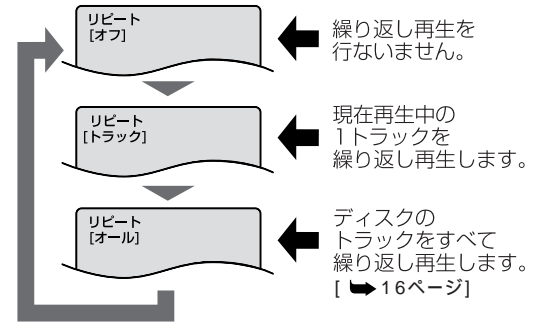 リピート
[オフ]
繰り返し再生を
行ないません。
リピート
[トラック]
現在再生中の
1トラックを
繰り返し再生します。
リピート
[オール]
ディスクの
トラックをすべて
繰り返し再生します。
[ ➡ 16ページ]